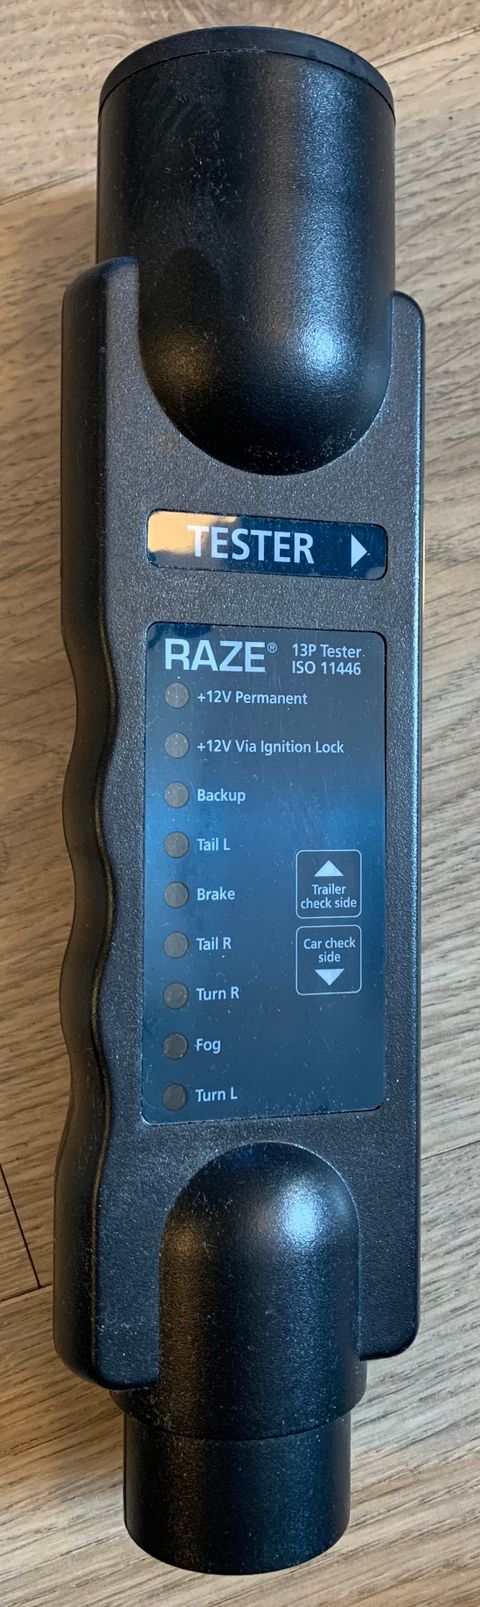 TESTER
RAZE® 13P Tester
ISO 11446
+12V Permanent
+12V Via Ignition Lock
Backup
Tail L
Brake
Tail R
Turn R
Fog
Turn L
Trailer
check side
Car check
side